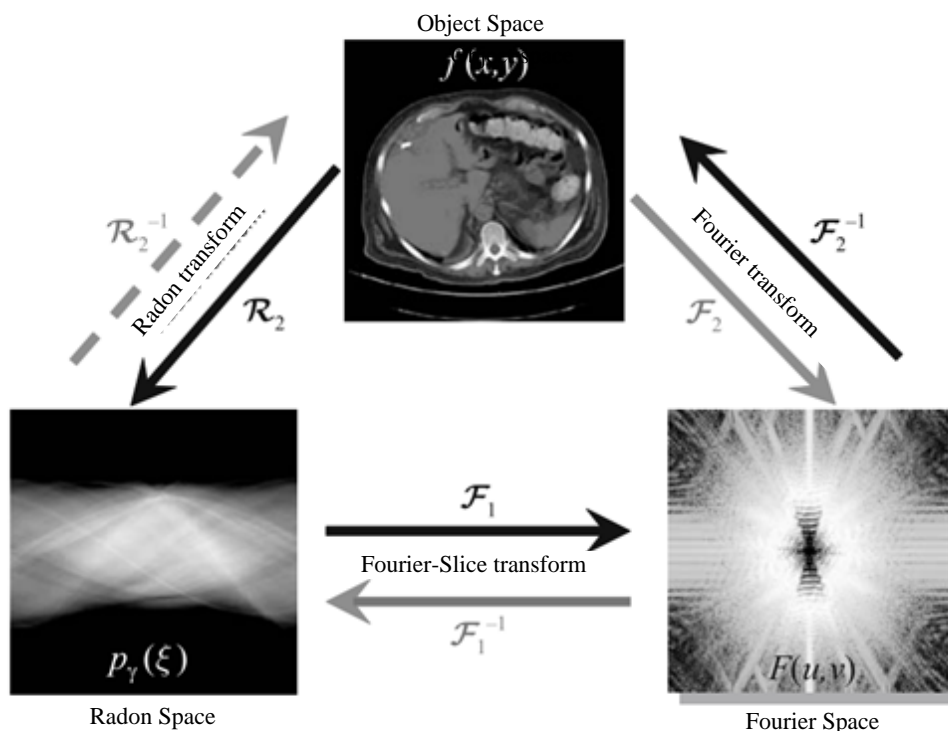 Object Space
f(x,y)
ℛ₂⁻¹
Radon transform
ℛ₂
Fourier transform
ℱ₂⁻¹
ℱ₂
ℱ₁
Fourier-Slice transform
ℱ₁⁻¹
p_γ(ξ)
F(u,v)
Radon Space
Fourier Space